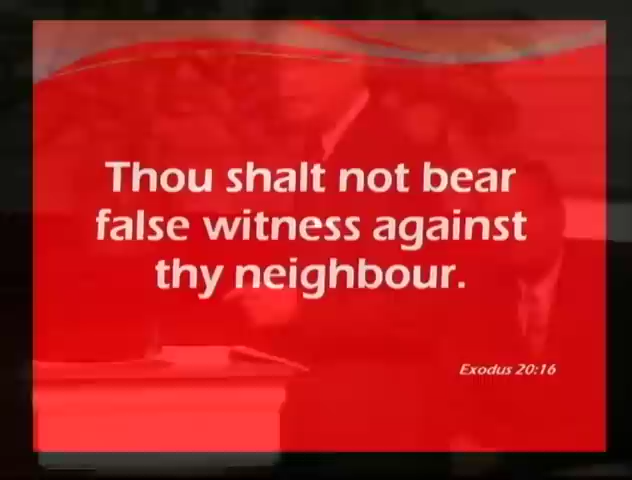 Thou shalt not bear
false witness against
thy neighbour.
Exodus 20:16